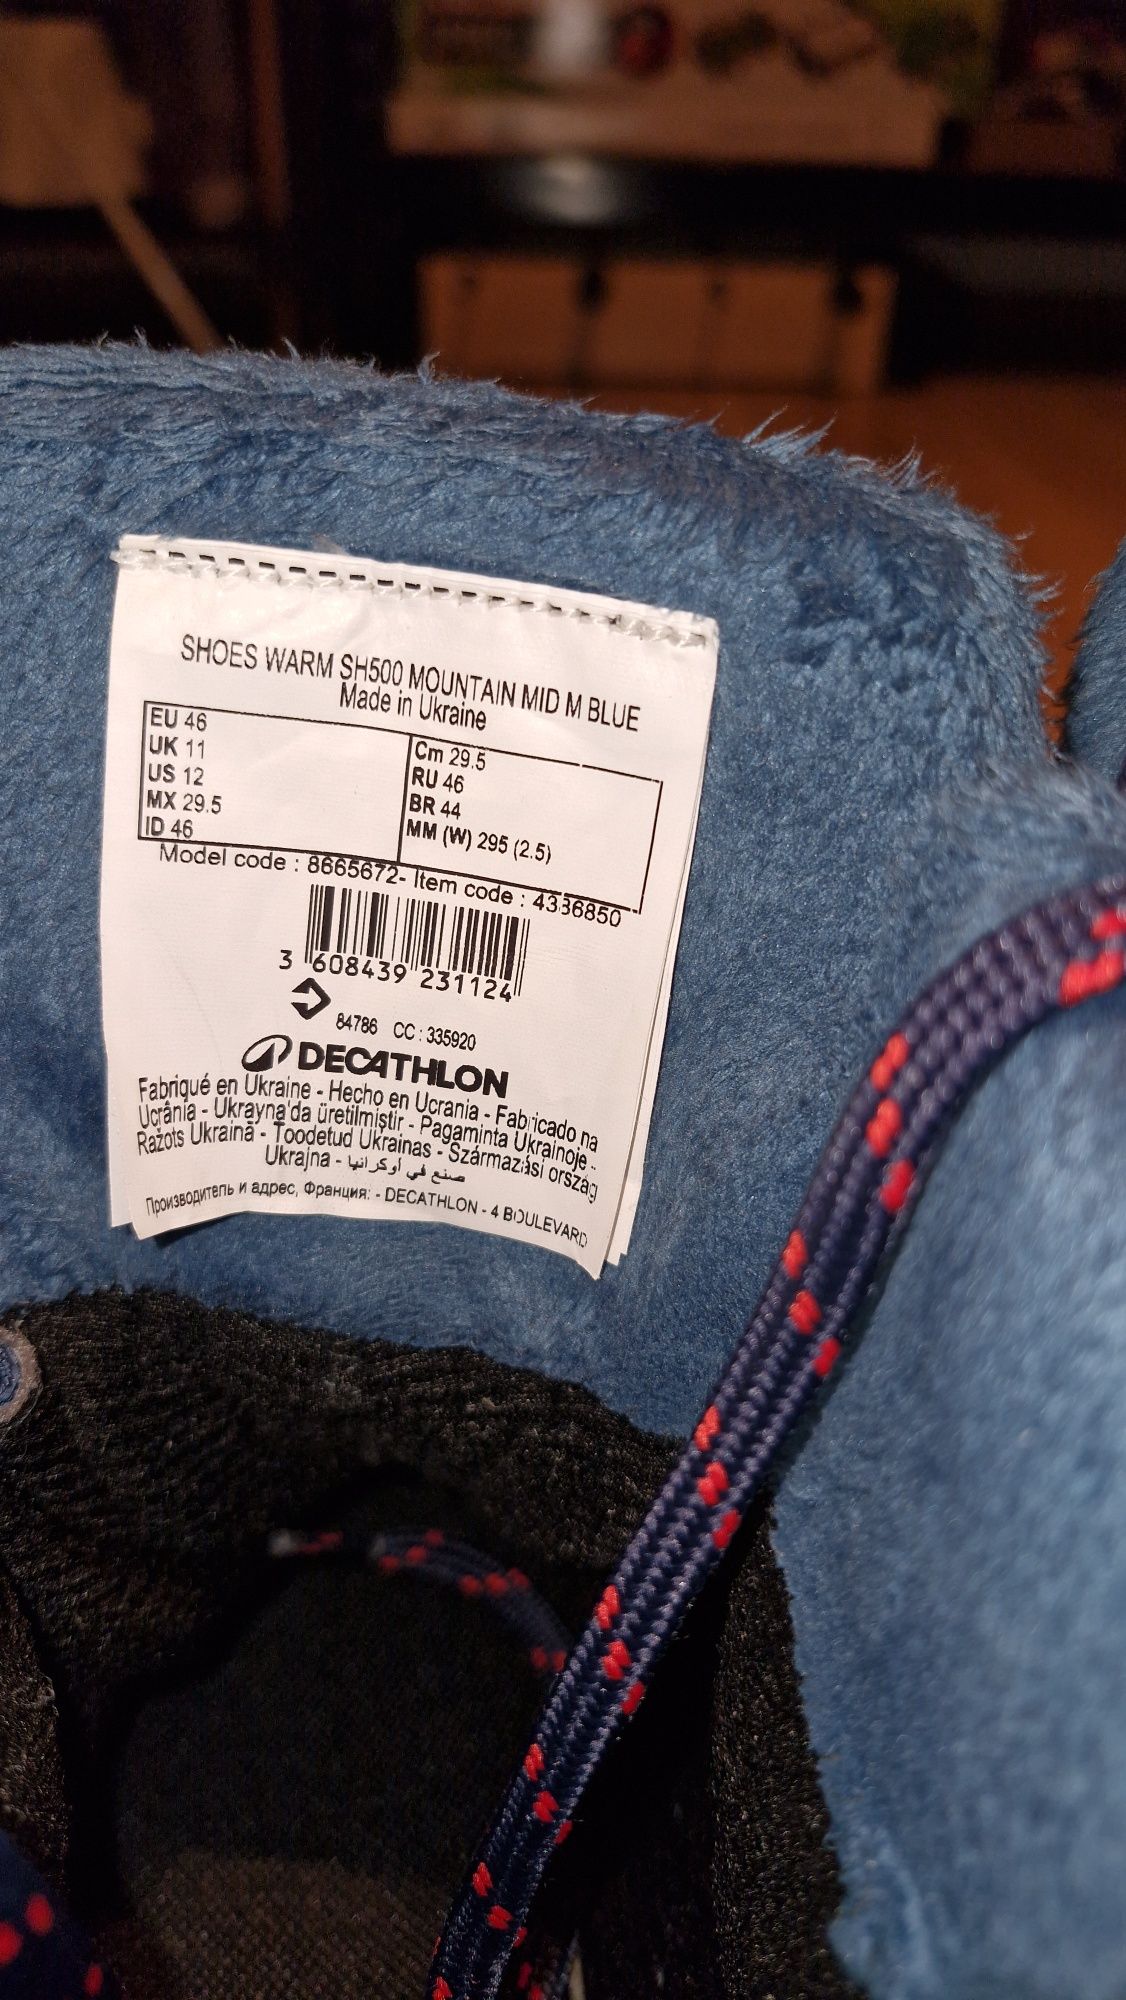 SHOES WARM SH500 MOUNTAIN MID M BLUE
Made in Ukraine
EU 46
UK 11
US 12
MX 29.5
ID 46
Cm 29.5
RU 46
BR 44
MM (W) 295 (2.5)
Model code : 8665672- Item code : 4336850
3 608439 231124
84786 CC : 335920
DECATHLON
Fabriqué en Ukraine - Hecho en Ucrania - Fabricado na
Ucrânia - Ukrayna'da üretilmiştir - Pagaminta Ukrainoje -
Ražots Ukrainā - Toodetud Ukrainas - Származási ország
Ukrajna - صنع في أوكرانيا
Производитель и адрес, Франция: - DECATHLON - 4 BOULEVARD